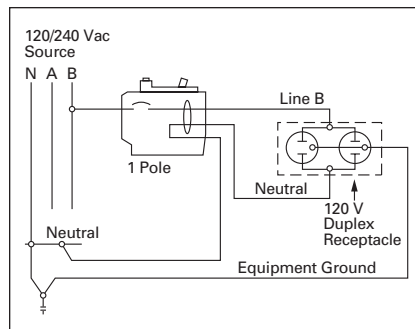 120/240 Vac
Source
N A B
Line B
1 Pole
Neutral
120 V
Duplex
Receptacle
Neutral
Equipment Ground